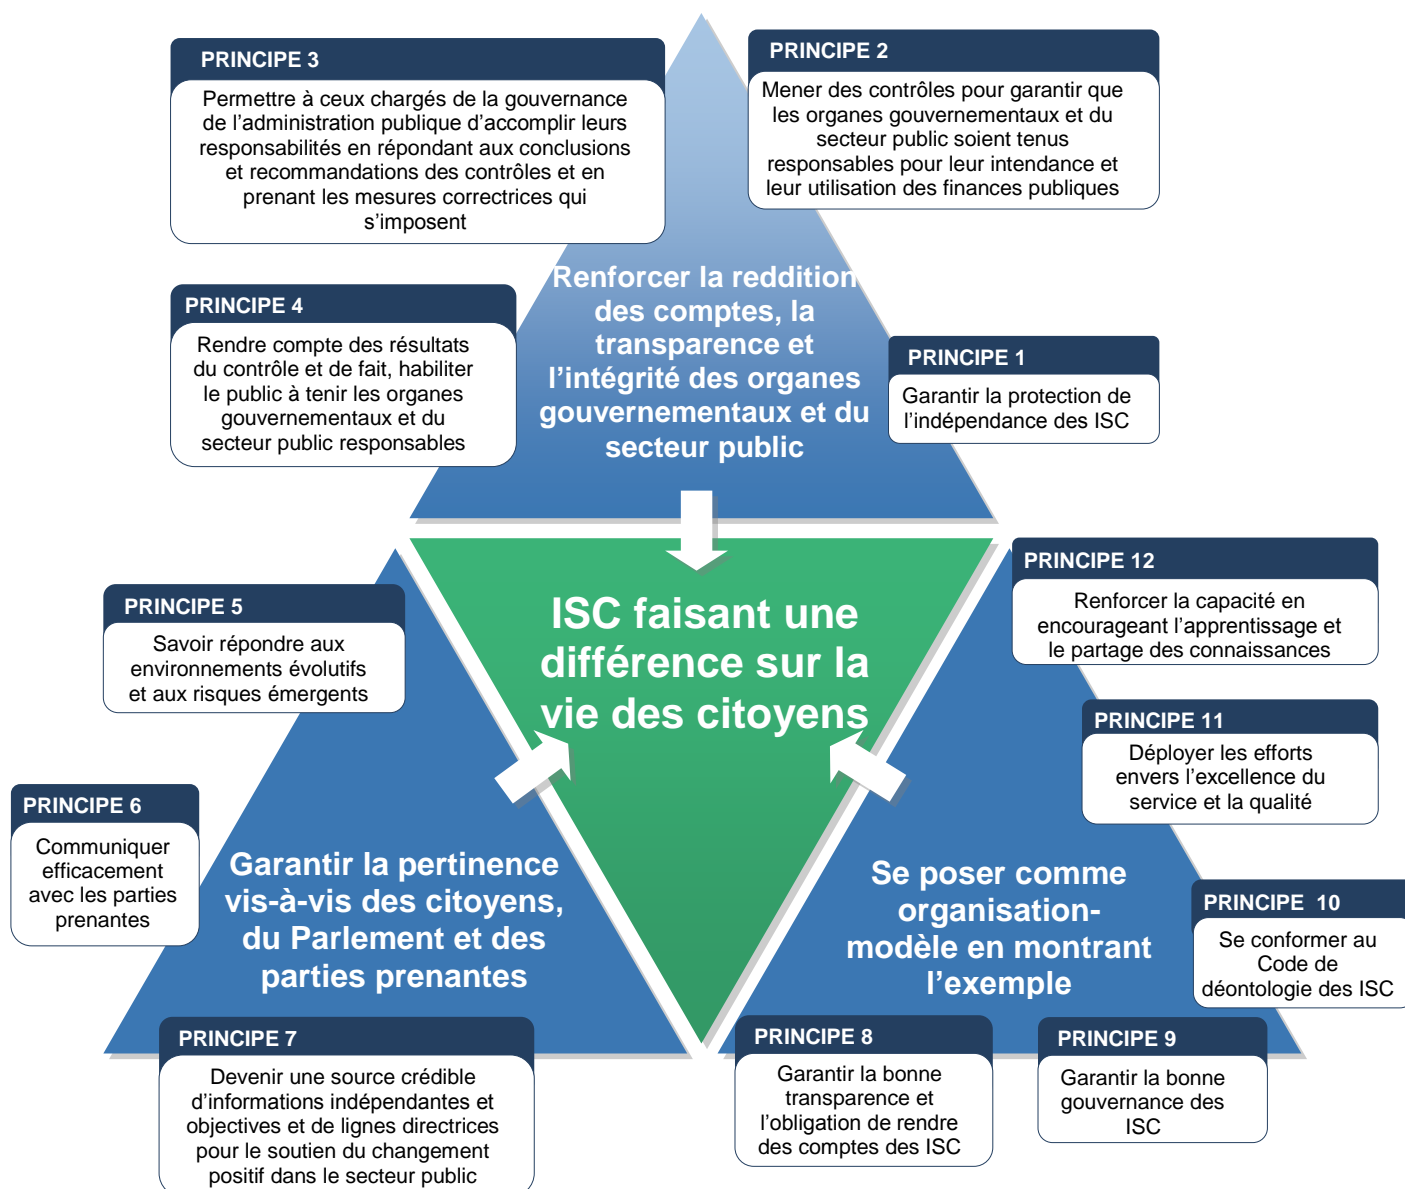 PRINCIPE 3
Permettre à ceux chargés de la gouvernance
de l’administration publique d’accomplir leurs
responsabilités en répondant aux conclusions
et recommandations des contrôles et en
prenant les mesures correctrices qui
s’imposent
PRINCIPE 2
Mener des contrôles pour garantir que
les organes gouvernementaux et du
secteur public soient tenus
responsables pour leur intendance et
leur utilisation des finances publiques
PRINCIPE 4
Rendre compte des résultats
du contrôle et de fait, habiliter
le public à tenir les organes
gouvernementaux et du
secteur public responsables
Renforcer la reddition
des comptes, la
transparence et
l’intégrité des organes
gouvernementaux et du
secteur public
PRINCIPE 1
Garantir la protection de
l’indépendance des ISC
PRINCIPE 5
Savoir répondre aux
environnements évolutifs
et aux risques émergents
ISC faisant une
différence sur la
vie des citoyens
PRINCIPE 12
Renforcer la capacité en
encourageant l’apprentissage et
le partage des connaissances
PRINCIPE 11
Déployer les efforts
envers l’excellence du
service et la qualité
PRINCIPE 6
Communiquer
efficacement
avec les parties
prenantes
Garantir la pertinence
vis-à-vis des citoyens,
du Parlement et des
parties prenantes
Se poser comme
organisation-
modèle en montrant
l’exemple
PRINCIPE 10
Se conformer au
Code de
déontologie des ISC
PRINCIPE 7
Devenir une source crédible
d’informations indépendantes et
objectives et de lignes directrices
pour le soutien du changement
positif dans le secteur public
PRINCIPE 8
Garantir la bonne
transparence et
l’obligation de rendre
des comptes des ISC
PRINCIPE 9
Garantir la bonne
gouvernance des
ISC